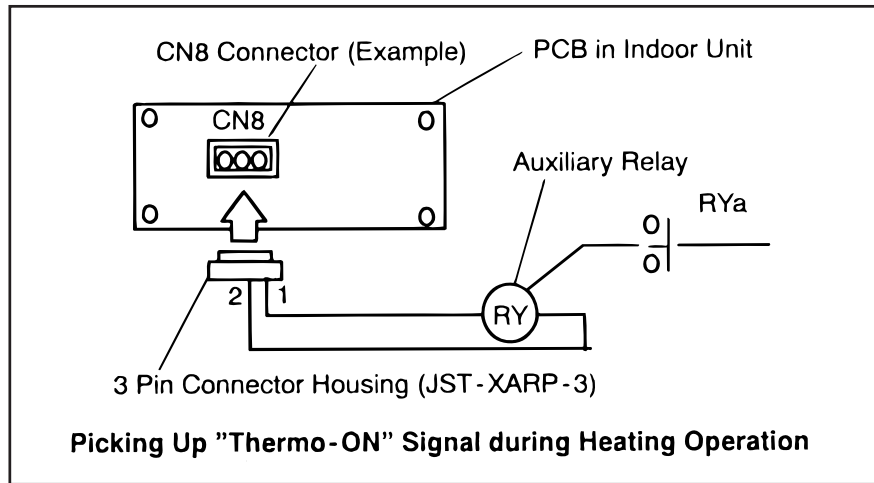 CN8 Connector (Example)
PCB in Indoor Unit
CN8
Auxiliary Relay
RYa
2 1
RY
3 Pin Connector Housing (JST-XARP-3)
Picking Up ”Thermo-ON” Signal during Heating Operation